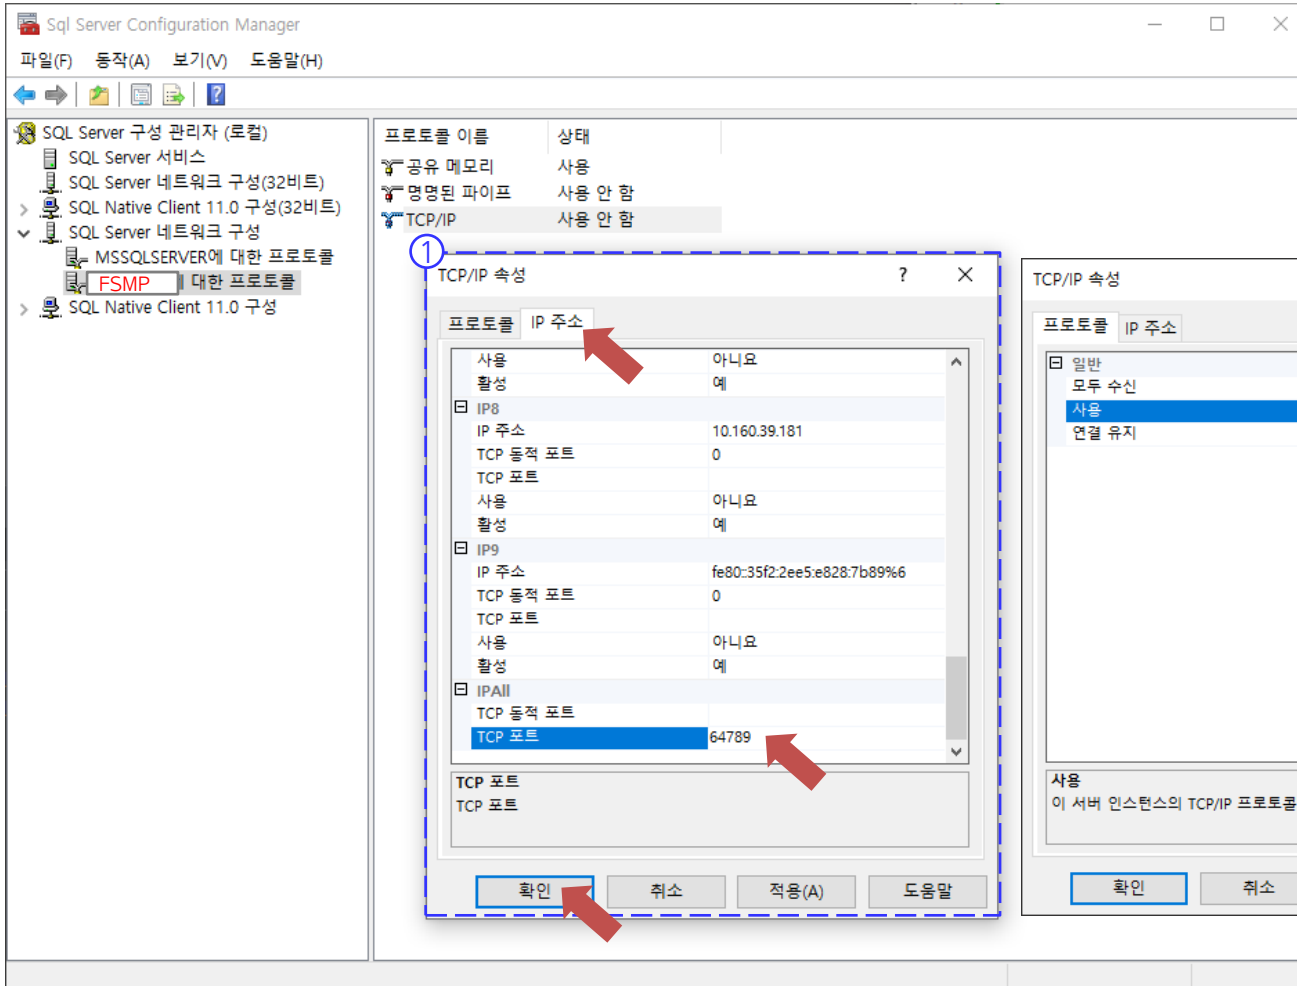 Sql Server Configuration Manager
파일(F) 동작(A) 보기(V) 도움말(H)
SQL Server 구성 관리자 (로컬)
SQL Server 서비스
SQL Server 네트워크 구성(32비트)
SQL Native Client 11.0 구성(32비트)
SQL Server 네트워크 구성
MSSQLSERVER에 대한 프로토콜
FSMP 대한 프로토콜
SQL Native Client 11.0 구성
프로토콜 이름 상태
공유 메모리 사용
명명된 파이프 사용 안 함
TCP/IP 사용 안 함
1
TCP/IP 속성
프로토콜 IP 주소
사용 아니요
활성 예
IP8
IP 주소 10.160.39.181
TCP 동적 포트 0
TCP 포트
사용 아니요
활성 예
IP9
IP 주소 fe80::35f2:2ee5:e828:7b89%6
TCP 동적 포트 0
TCP 포트
사용 아니요
활성 예
IPAll
TCP 동적 포트
TCP 포트 64789
TCP 포트
TCP 포트
확인 취소 적용(A) 도움말
TCP/IP 속성
프로토콜 IP 주소
일반
모두 수신
사용
연결 유지
사용
이 서버 인스턴스의 TCP/IP 프로토콜
확인 취소